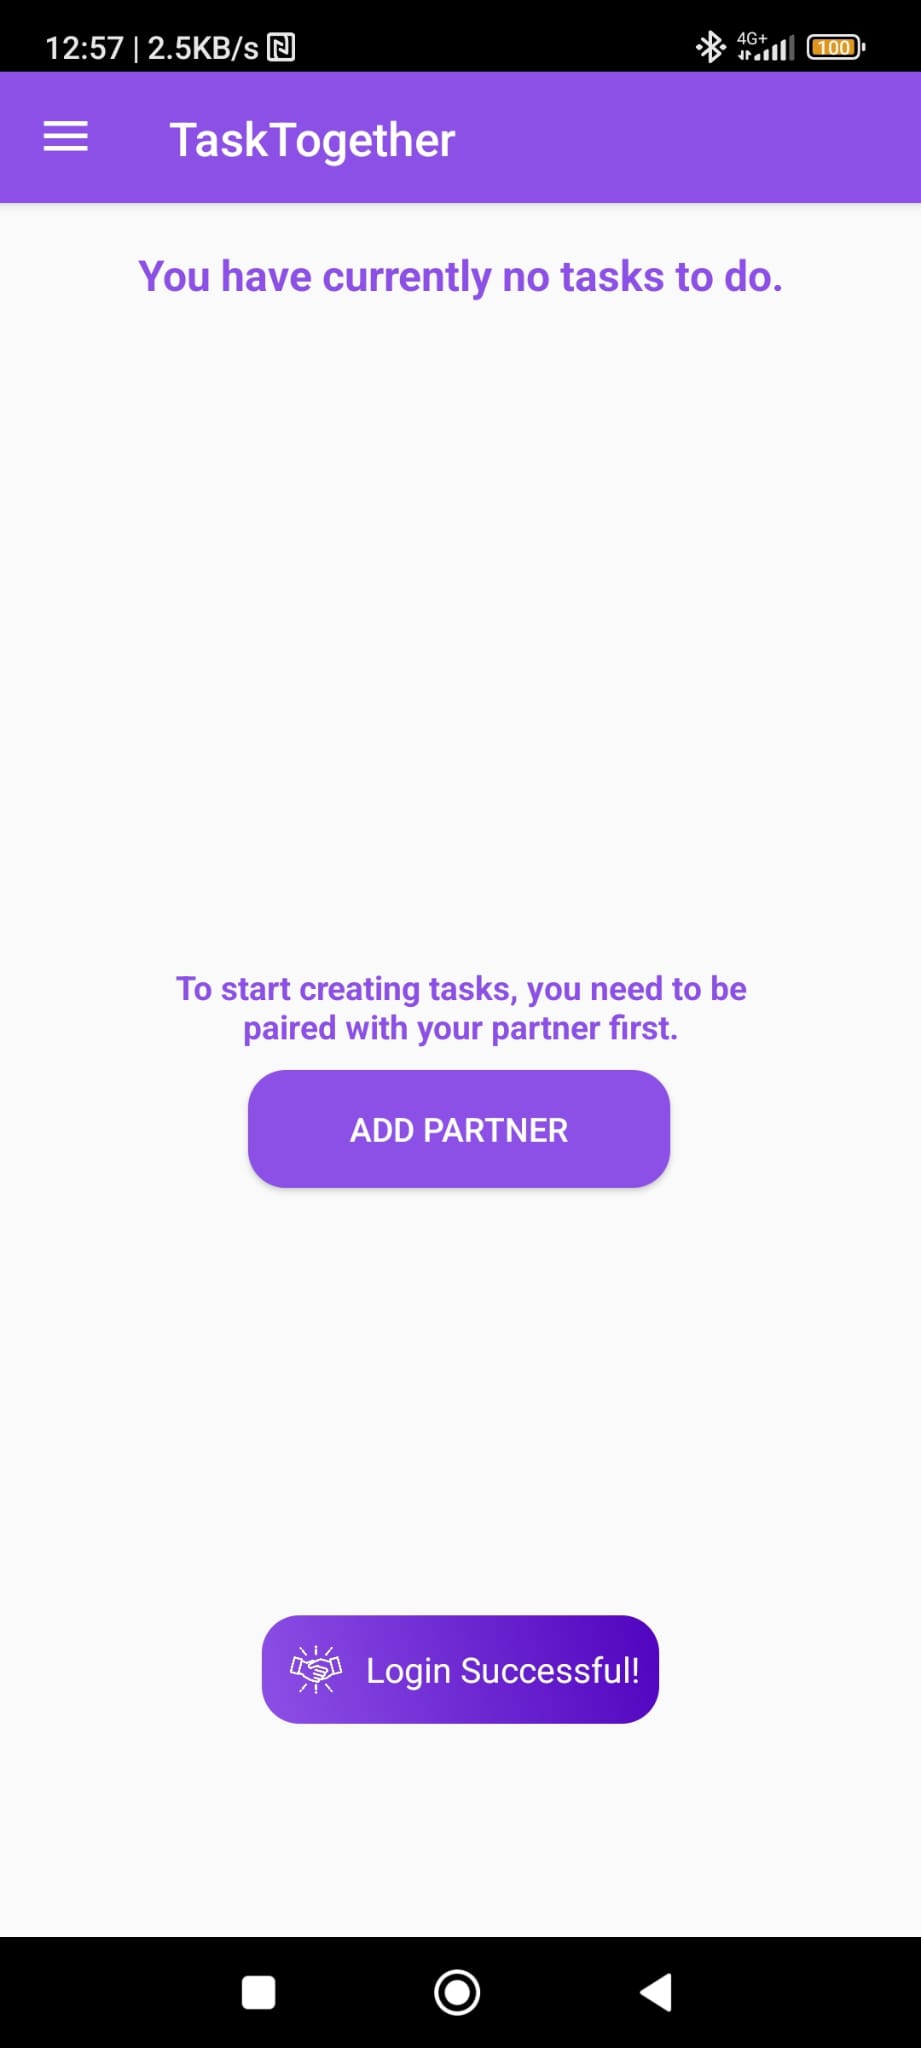 12:57 | 2.5KB/s
4G+
100
TaskTogether
You have currently no tasks to do.
To start creating tasks, you need to be
paired with your partner first.
ADD PARTNER
Login Successful!